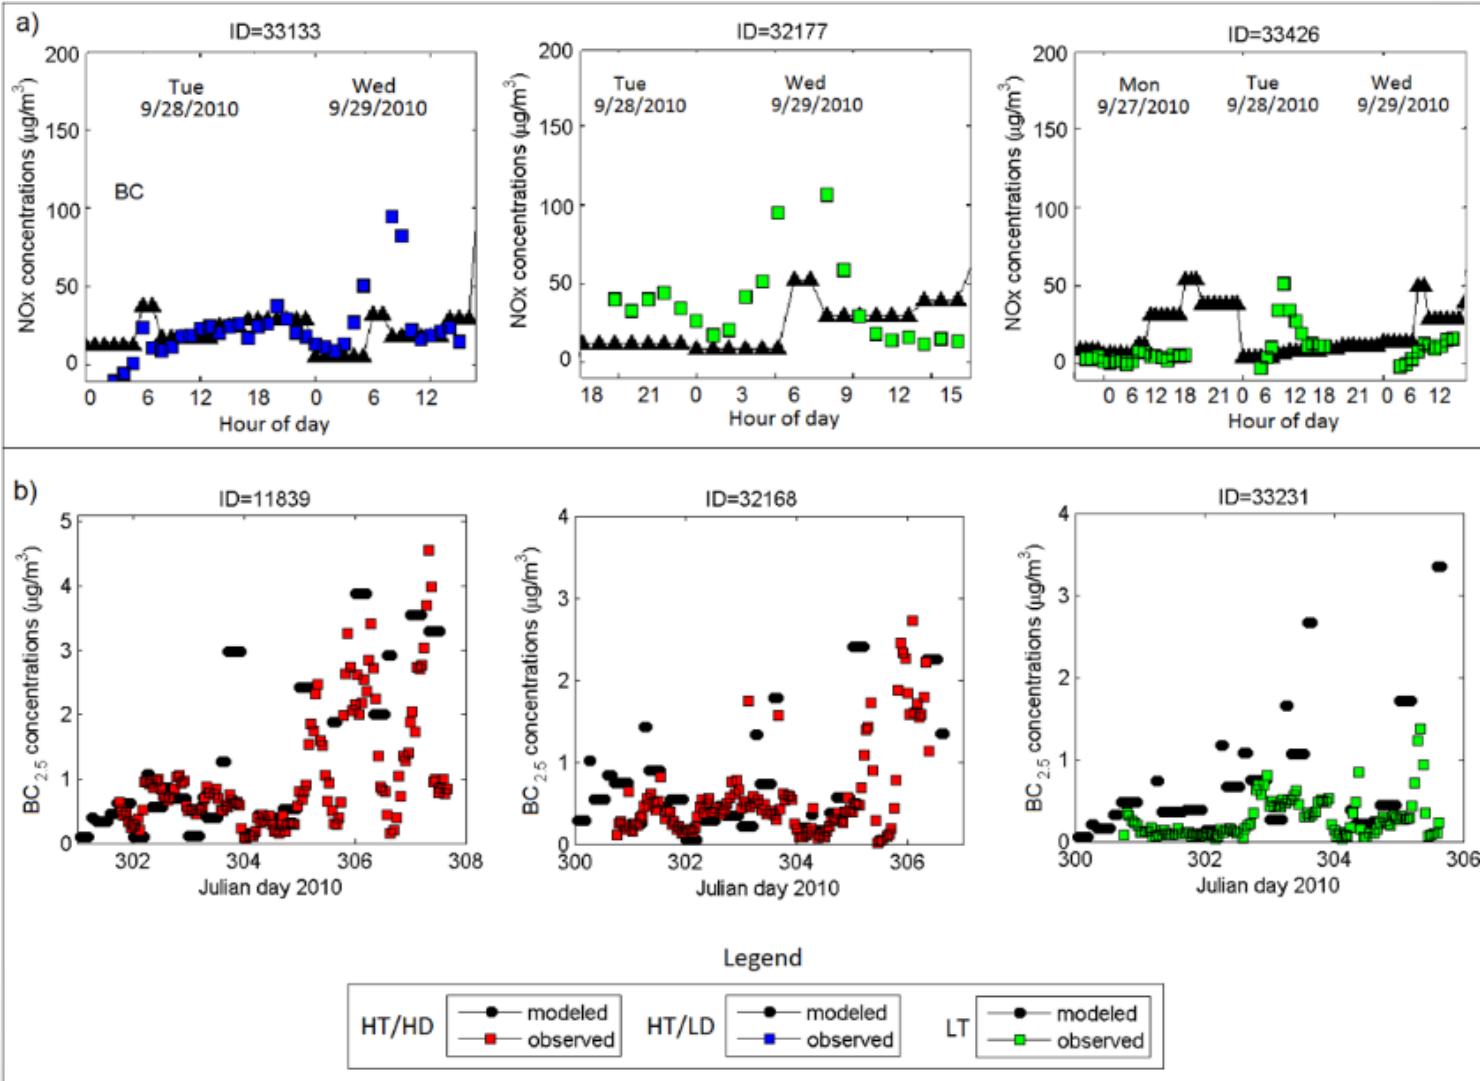 a)
ID=33133
ID=32177
ID=33426
NOx concentrations (µg/m³)
200
150
100
50
0
Tue
9/28/2010
Wed
9/29/2010
BC
0 6 12 18 0 6 12
Hour of day
NOx concentrations (µg/m³)
200
150
100
50
0
Tue
9/28/2010
Wed
9/29/2010
18 21 0 3 6 9 12 15
Hour of day
NOx concentrations (µg/m³)
200
150
100
50
0
Mon
9/27/2010
Tue
9/28/2010
Wed
9/29/2010
0 6 12 18 21 0 6 12 18 21 0 6 12
Hour of day
b)
ID=11839
ID=32168
ID=33231
BC2.5 concentrations (µg/m³)
5
4
3
2
1
0
302 304 306 308
Julian day 2010
BC2.5 concentrations (µg/m³)
4
3
2
1
0
300 302 304 306
Julian day 2010
BC2.5 concentrations (µg/m³)
4
3
2
1
0
300 302 304 306
Julian day 2010
Legend
HT/HD
modeled
observed
HT/LD
modeled
observed
LT
modeled
observed